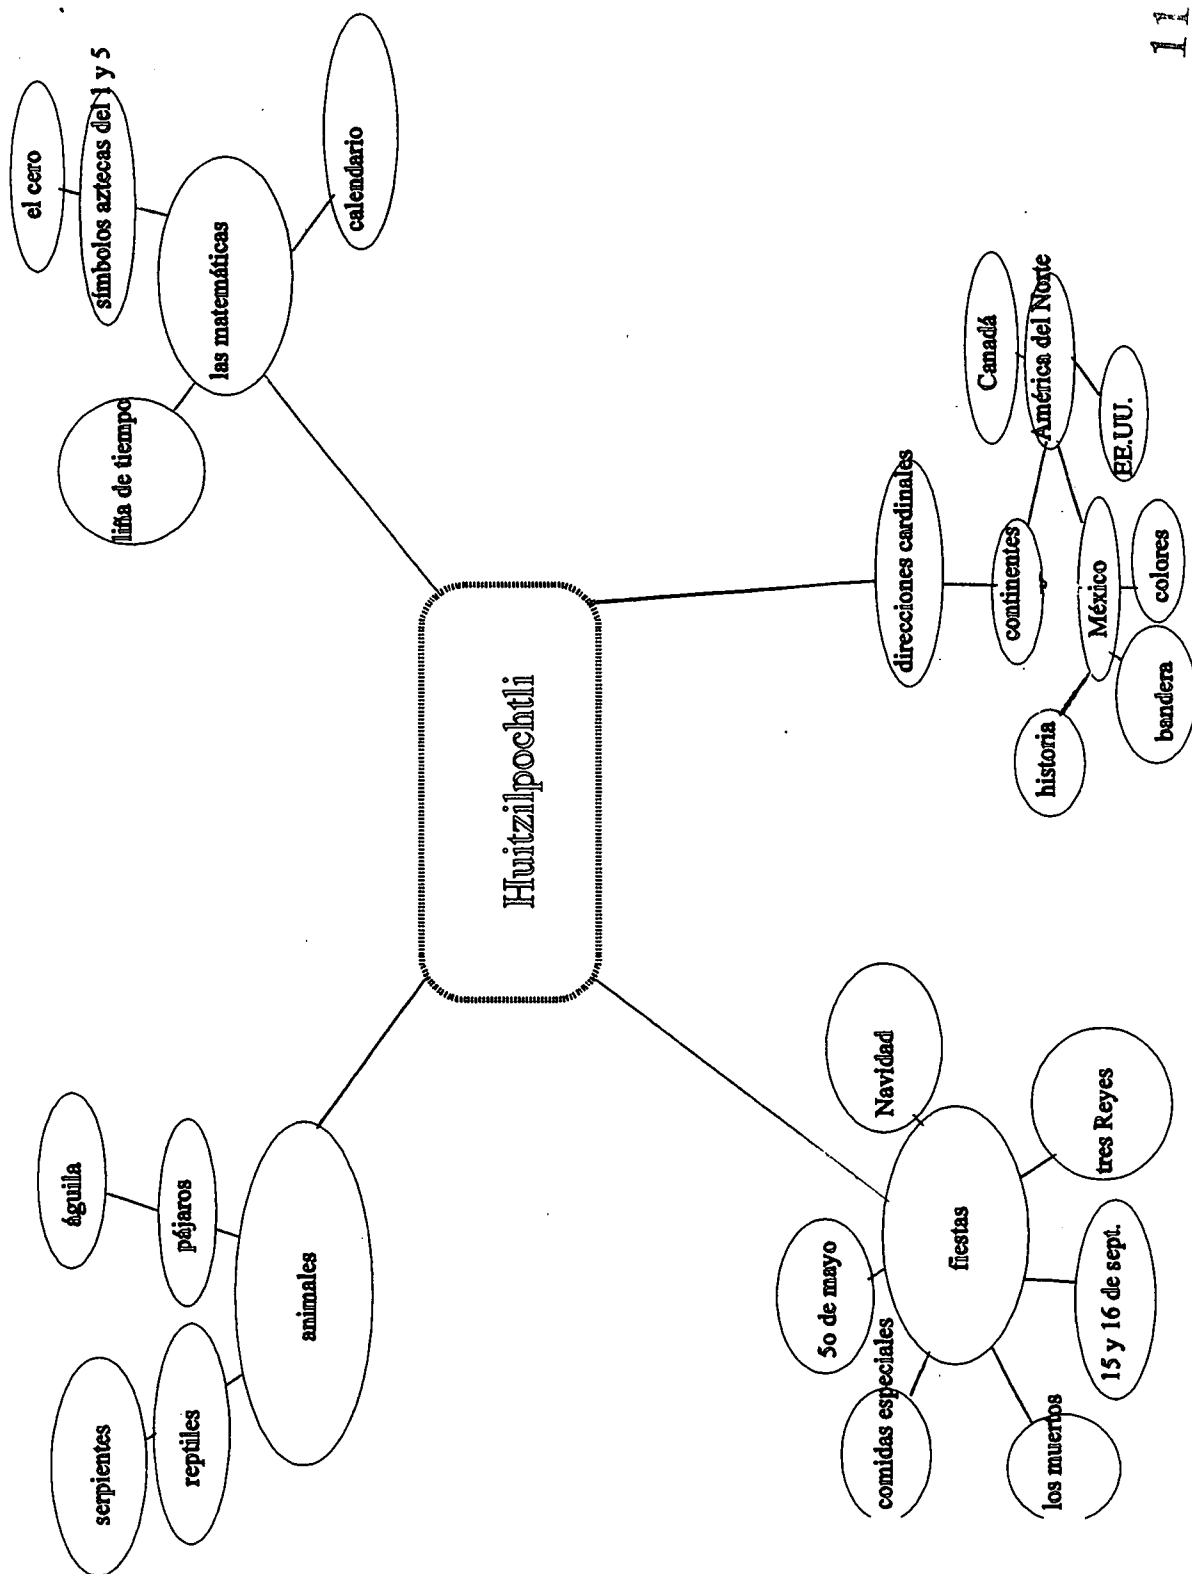 serpientes
reptiles
águila
pájaros
animales
liña de tiempo
el cero
símbolos aztecas del 1 y 5
las matemáticas
calendario
Huitzilpochtli
5o de mayo
comidas especiales
Navidad
fiestas
los muertos
15 y 16 de sept.
tres Reyes
direcciones cardinales
continentes
Canadá
América del Norte
historia
México
EE.UU.
bandera
colores
11